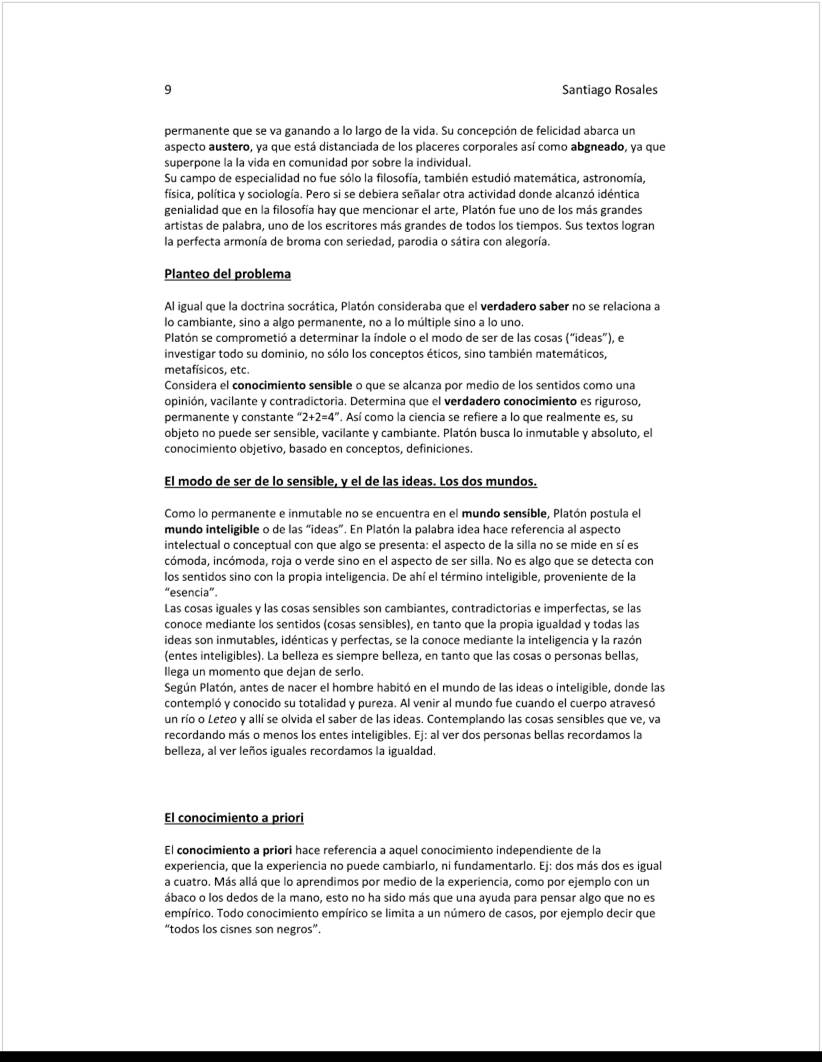 9
Santiago Rosales
permanente que se va ganando a lo largo de la vida. Su concepción de felicidad abarca un
aspecto austero, ya que está distanciada de los placeres corporales así como abgneado, ya que
superpone la la vida en comunidad por sobre la individual.
Su campo de especialidad no fue sólo la filosofía, también estudió matemática, astronomía,
física, política y sociología. Pero si se debiera señalar otra actividad donde alcanzó idéntica
genialidad que en la filosofía hay que mencionar el arte, Platón fue uno de los más grandes
artistas de palabra, uno de los escritores más grandes de todos los tiempos. Sus textos logran
la perfecta armonía de broma con seriedad, parodia o sátira con alegoría.
Planteo del problema
Al igual que la doctrina socrática, Platón consideraba que el verdadero saber no se relaciona a
lo cambiante, sino a algo permanente, no a lo múltiple sino a lo uno.
Platón se comprometió a determinar la índole o el modo de ser de las cosas (“ideas”), e
investigar todo su dominio, no sólo los conceptos éticos, sino también matemáticos,
metafísicos, etc.
Considera el conocimiento sensible o que se alcanza por medio de los sentidos como una
opinión, vacilante y contradictoria. Determina que el verdadero conocimiento es riguroso,
permanente y constante “2+2=4”. Así como la ciencia se refiere a lo que realmente es, su
objeto no puede ser sensible, vacilante y cambiante. Platón busca lo inmutable y absoluto, el
conocimiento objetivo, basado en conceptos, definiciones.
El modo de ser de lo sensible, y el de las ideas. Los dos mundos.
Como lo permanente e inmutable no se encuentra en el mundo sensible, Platón postula el
mundo inteligible o de las “ideas”. En Platón la palabra idea hace referencia al aspecto
intelectual o conceptual con que algo se presenta: el aspecto de la silla no se mide en sí es
cómoda, incómoda, roja o verde sino en el aspecto de ser silla. No es algo que se detecta con
los sentidos sino con la propia inteligencia. De ahí el término inteligible, proveniente de la
“esencia”.
Las cosas iguales y las cosas sensibles son cambiantes, contradictorias e imperfectas, se las
conoce mediante los sentidos (cosas sensibles), en tanto que la propia igualdad y todas las
ideas son inmutables, idénticas y perfectas, se la conoce mediante la inteligencia y la razón
(entes inteligibles). La belleza es siempre belleza, en tanto que las cosas o personas bellas,
llega un momento que dejan de serlo.
Según Platón, antes de nacer el hombre habitó en el mundo de las ideas o inteligible, donde las
contempló y conocido su totalidad y pureza. Al venir al mundo fue cuando el cuerpo atravesó
un río o Leteo y allí se olvida el saber de las ideas. Contemplando las cosas sensibles que ve, va
recordando más o menos los entes inteligibles. Ej: al ver dos personas bellas recordamos la
belleza, al ver leños iguales recordamos la igualdad.
El conocimiento a priori
El conocimiento a priori hace referencia a aquel conocimiento independiente de la
experiencia, que la experiencia no puede cambiarlo, ni fundamentarlo. Ej: dos más dos es igual
a cuatro. Más allá que lo aprendimos por medio de la experiencia, como por ejemplo con un
ábaco o los dedos de la mano, esto no ha sido más que una ayuda para pensar algo que no es
empírico. Todo conocimiento empírico se limita a un número de casos, por ejemplo decir que
“todos los cisnes son negros”.